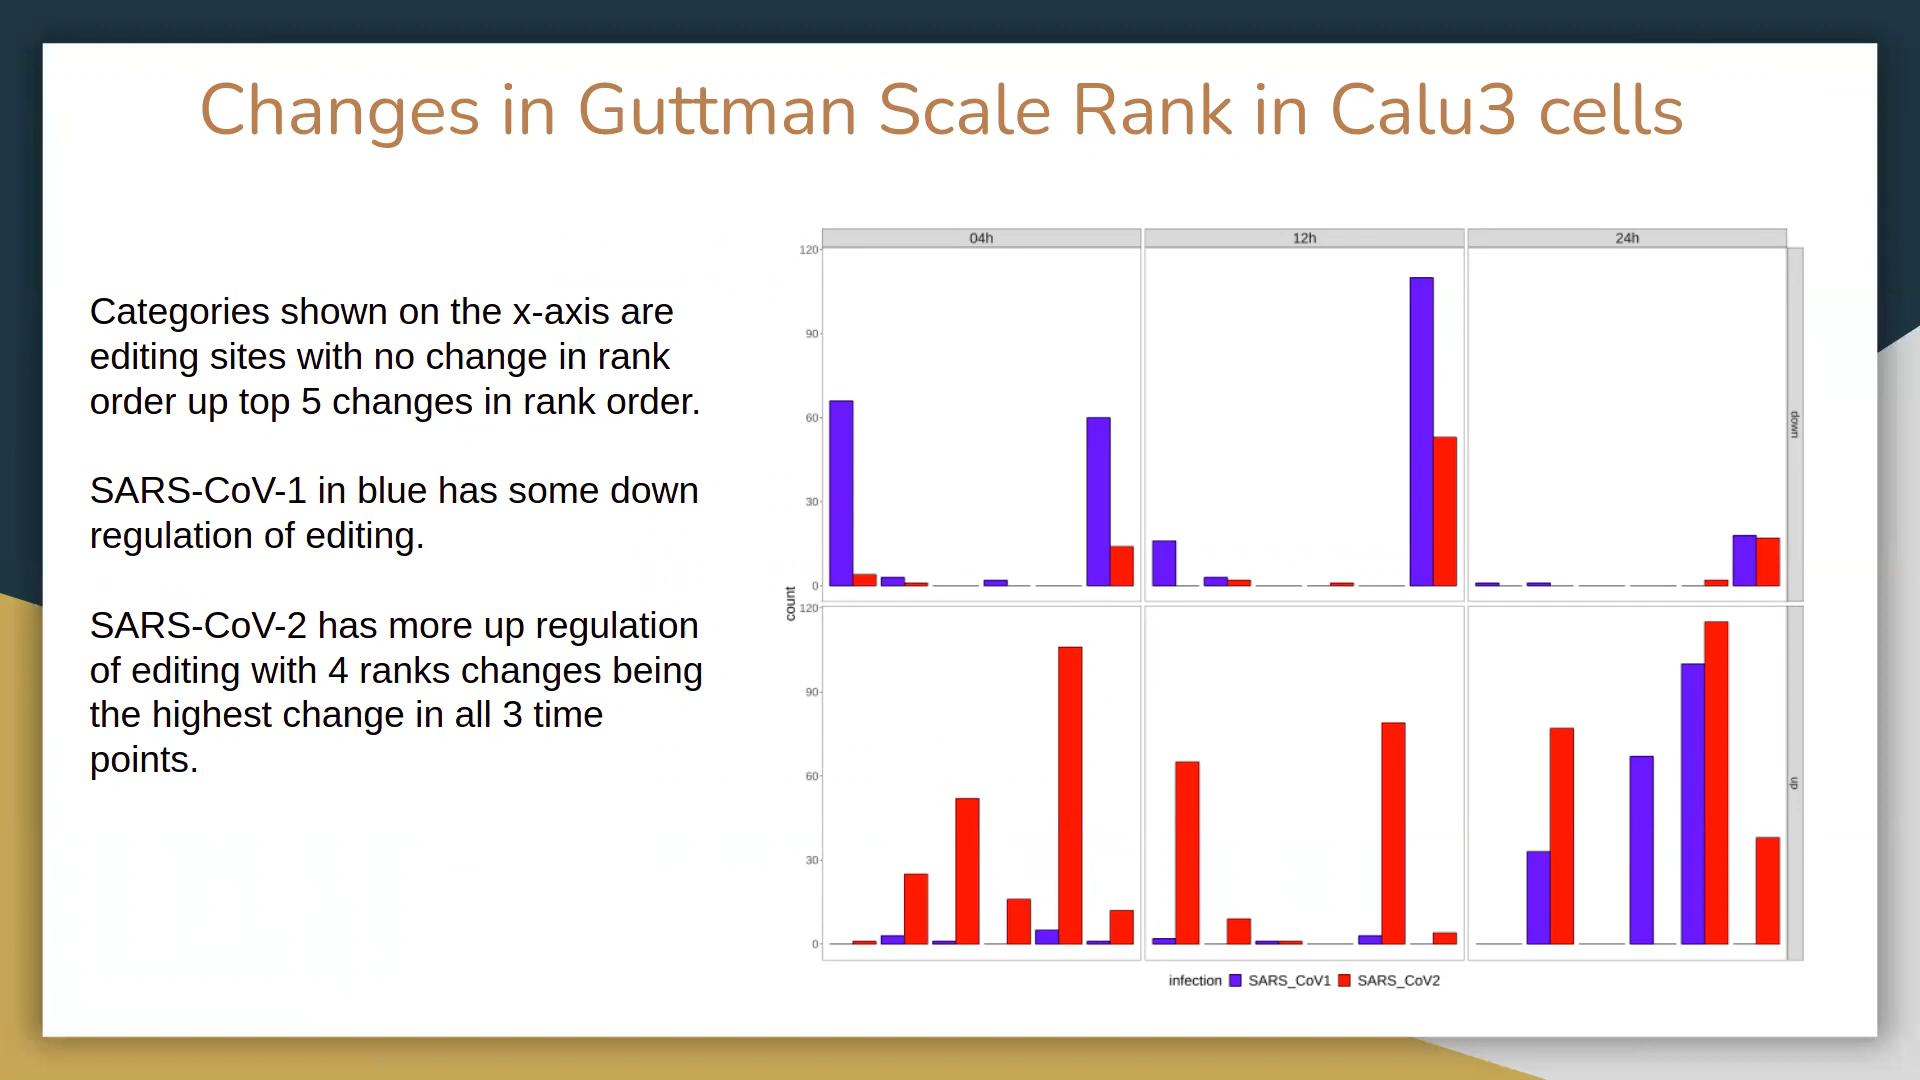 Changes in Guttman Scale Rank in Calu3 cells
Categories shown on the x-axis are
editing sites with no change in rank
order up top 5 changes in rank order.
SARS-CoV-1 in blue has some down
regulation of editing.
SARS-CoV-2 has more up regulation
of editing with 4 ranks changes being
the highest change in all 3 time
points.
04h
12h
24h
120
90
60
30
0
down
count
120
90
60
30
0
up
infection SARS_CoV1 SARS_CoV2